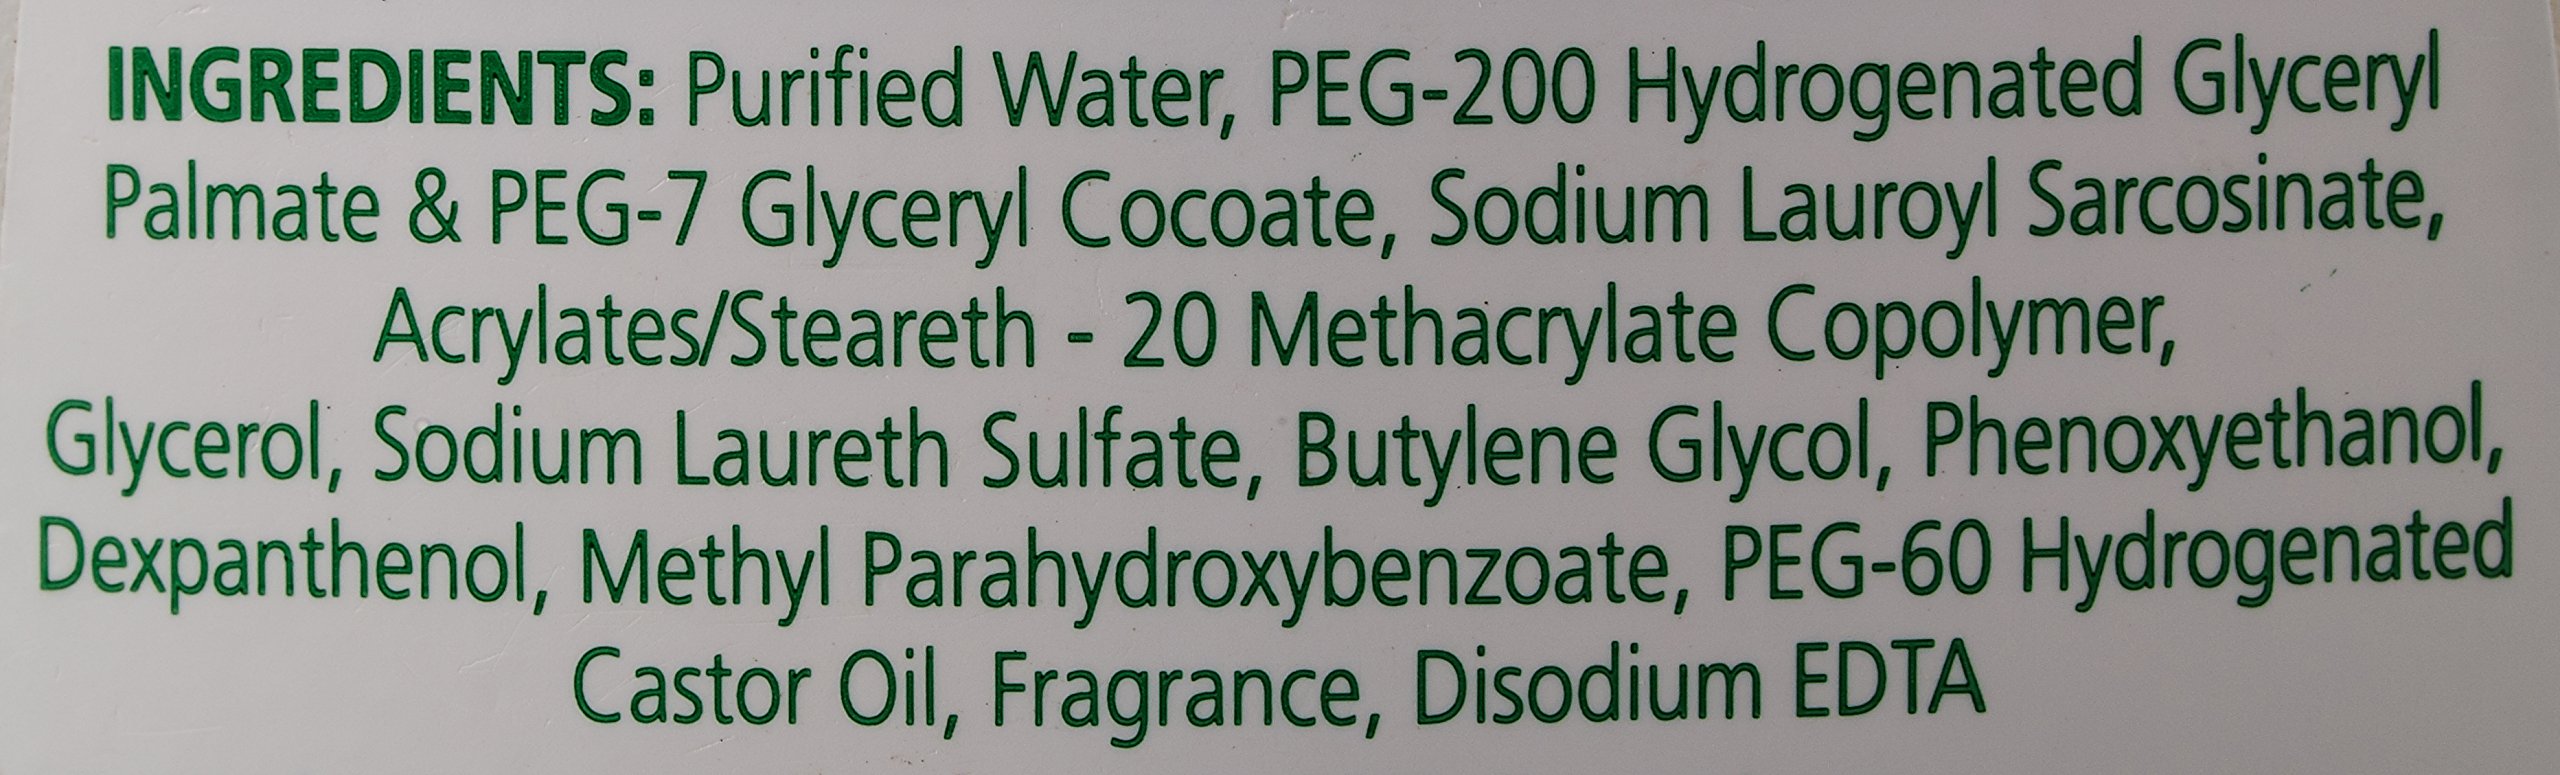 INGREDIENTS: Purified Water, PEG-200 Hydrogenated Glyceryl
Palmate & PEG-7 Glyceryl Cocoate, Sodium Lauroyl Sarcosinate,
Acrylates/Steareth - 20 Methacrylate Copolymer,
Glycerol, Sodium Laureth Sulfate, Butylene Glycol, Phenoxyethanol,
Dexpanthenol, Methyl Parahydroxybenzoate, PEG-60 Hydrogenated
Castor Oil, Fragrance, Disodium EDTA